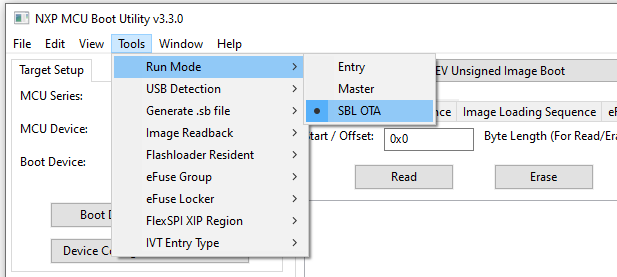 NXP MCU Boot Utility v3.3.0
File Edit View Tools Window Help
Target Setup
MCU Series:
MCU Device:
Boot Device:
Boot D
Device Config
Run Mode
USB Detection
Generate .sb file
Image Readback
Flashloader Resident
eFuse Group
eFuse Locker
FlexSPI XIP Region
IVT Entry Type
Entry
Master
SBL OTA
EV Unsigned Image Boot
nce Image Loading Sequence eF
Start / Offset: 0x0 Byte Length (For Read/Era
Read Erase